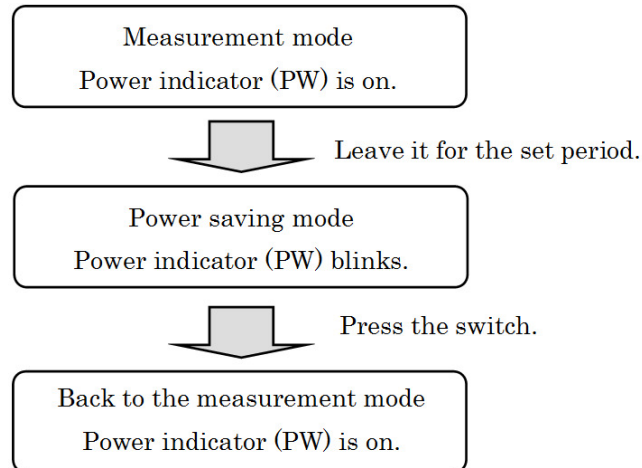 Measurement mode
Power indicator (PW) is on.
Leave it for the set period.
Power saving mode
Power indicator (PW) blinks.
Press the switch.
Back to the measurement mode
Power indicator (PW) is on.